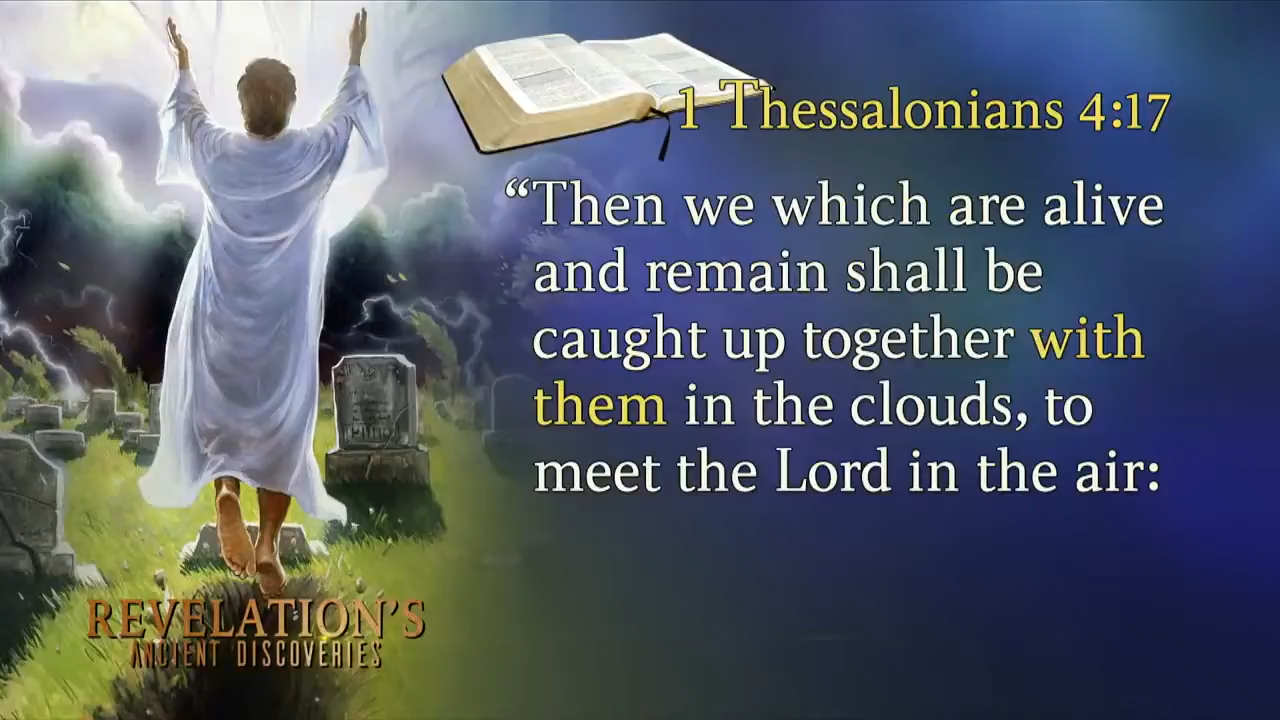 1 Thessalonians 4:17
“Then we which are alive
and remain shall be
caught up together with
them in the clouds, to
meet the Lord in the air:
REVELATION’S
ANCIENT DISCOVERIES